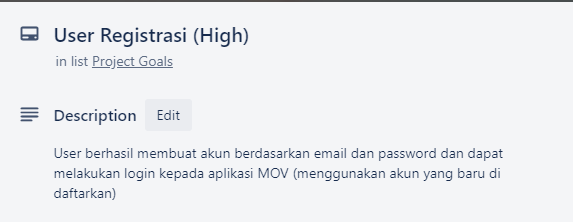 User Registrasi (High)
in list Project Goals
Description Edit
User berhasil membuat akun berdasarkan email dan password dan dapat
melakukan login kepada aplikasi MOV (menggunakan akun yang baru di
daftarkan)